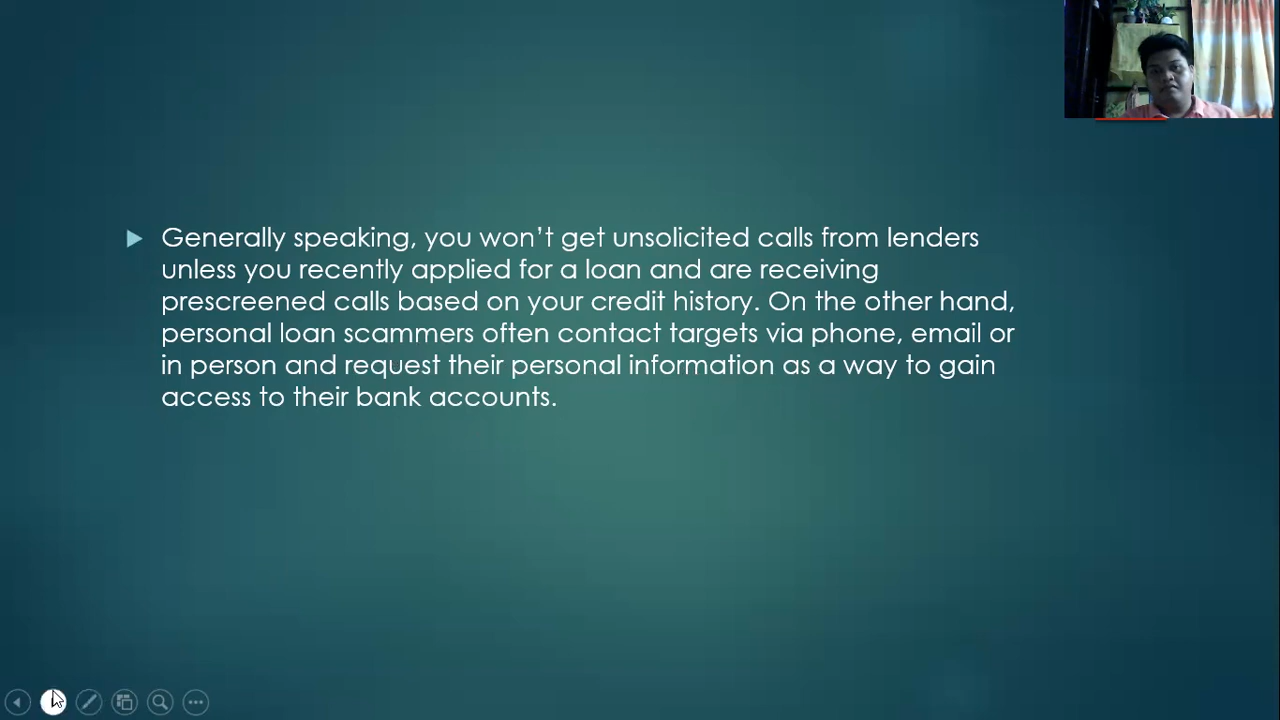 Generally speaking, you won’t get unsolicited calls from lenders
unless you recently applied for a loan and are receiving
prescreened calls based on your credit history. On the other hand,
personal loan scammers often contact targets via phone, email or
in person and request their personal information as a way to gain
access to their bank accounts.